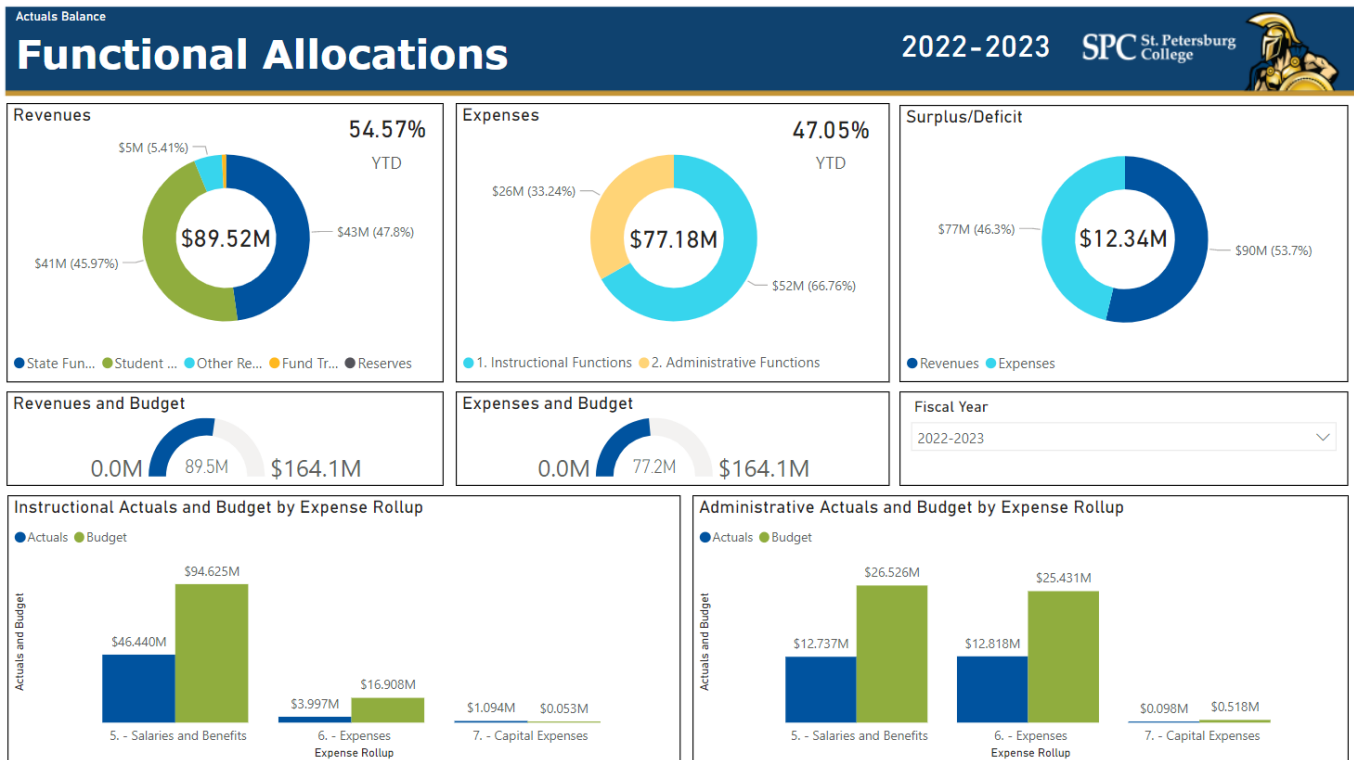 Actuals Balance
Functional Allocations
2022-2023
SPC St. Petersburg
College
Revenues
54.57%
YTD
$5M (5.41%)
$43M (47.8%)
$89.52M
$41M (45.97%)
State Fun... Student ... Other Re... Fund Tr... Reserves
Expenses
47.05%
YTD
$26M (33.24%)
$77.18M
$52M (66.76%)
1. Instructional Functions 2. Administrative Functions
Surplus/Deficit
$77M (46.3%)
$12.34M
$90M (53.7%)
Revenues Expenses
Revenues and Budget
0.0M 89.5M $164.1M
Expenses and Budget
0.0M 77.2M $164.1M
Fiscal Year
2022-2023
Instructional Actuals and Budget by Expense Rollup
Actuals Budget
Actuals and Budget
$94.625M
$46.440M
$16.908M
$3.997M
$1.094M $0.053M
5. - Salaries and Benefits 6. - Expenses 7. - Capital Expenses
Expense Rollup
Administrative Actuals and Budget by Expense Rollup
Actuals Budget
Actuals and Budget
$26.526M
$25.431M
$12.737M
$12.818M
$0.098M $0.518M
5. - Salaries and Benefits 6. - Expenses 7. - Capital Expenses
Expense Rollup